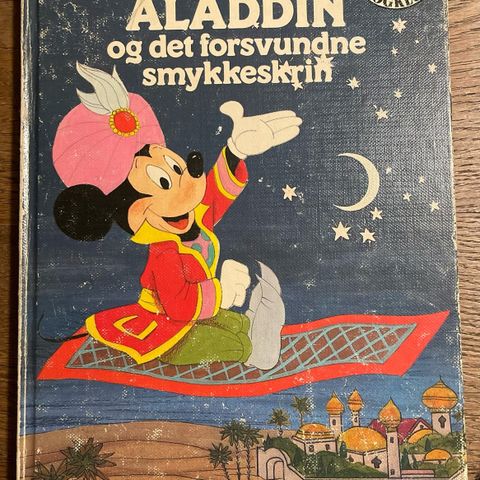 ALADDIN
og det forsvundne
smykkeskrin